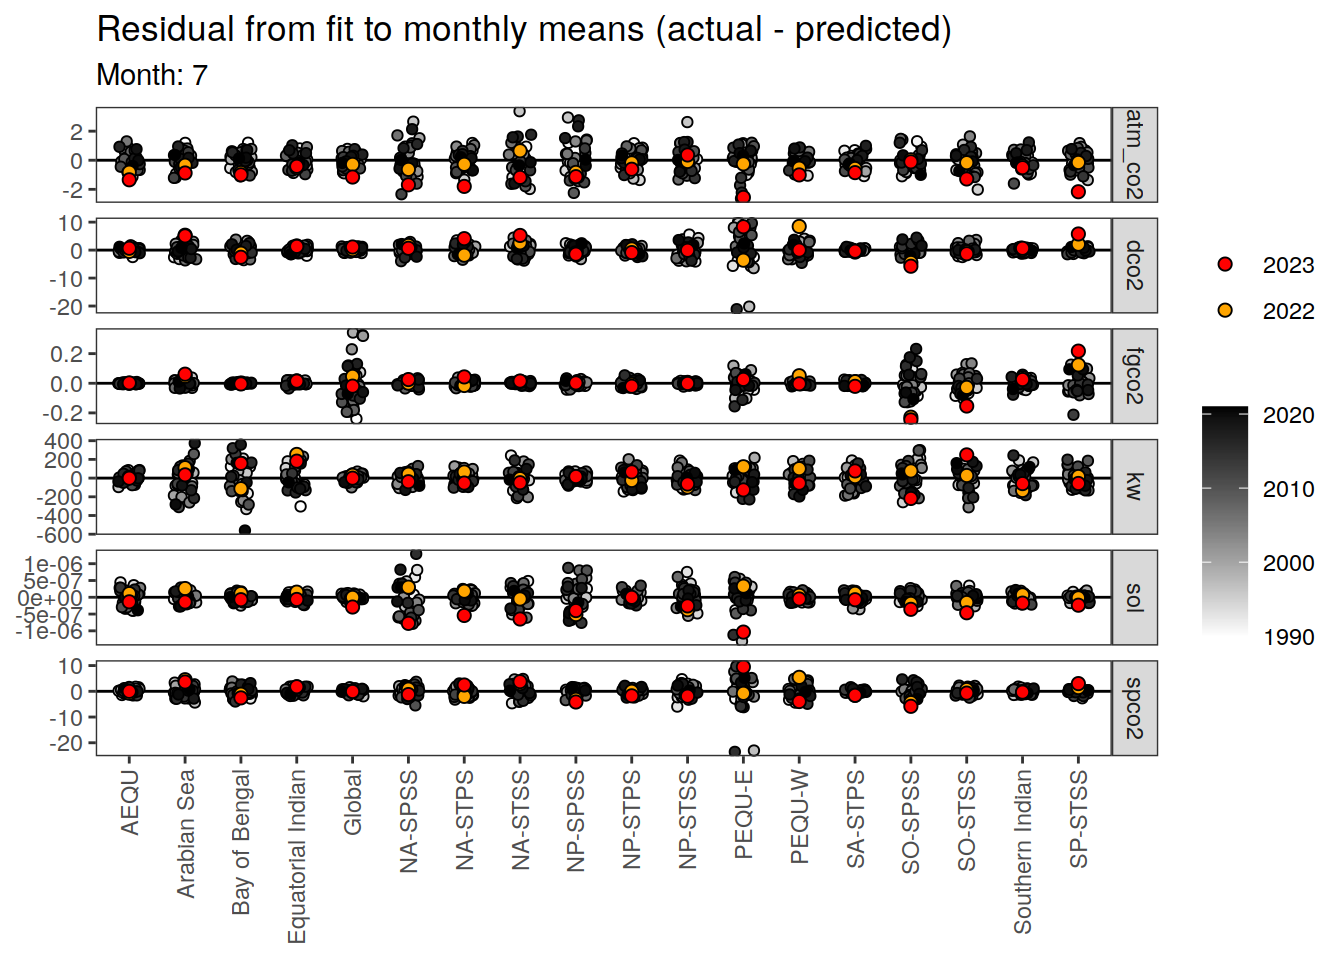 Residual from fit to monthly means (actual - predicted)
Month: 7
2
0
-2
atm_co2
10
0
-10
-20
dco2
0.2
0.0
-0.2
fgco2
400
200
0
-200
-400
-600
kw
1e-06
5e-07
0e+00
-5e-07
-1e-06
sol
10
0
-10
-20
spco2
AEQU
Arabian Sea
Bay of Bengal
Equatorial Indian
Global
NA-SPSS
NA-STPS
NA-STSS
NP-SPSS
NP-STPS
NP-STSS
PEQU-E
PEQU-W
SA-STPS
SO-SPSS
SO-STSS
Southern Indian
SP-STSS
2023
2022
2020
2010
2000
1990